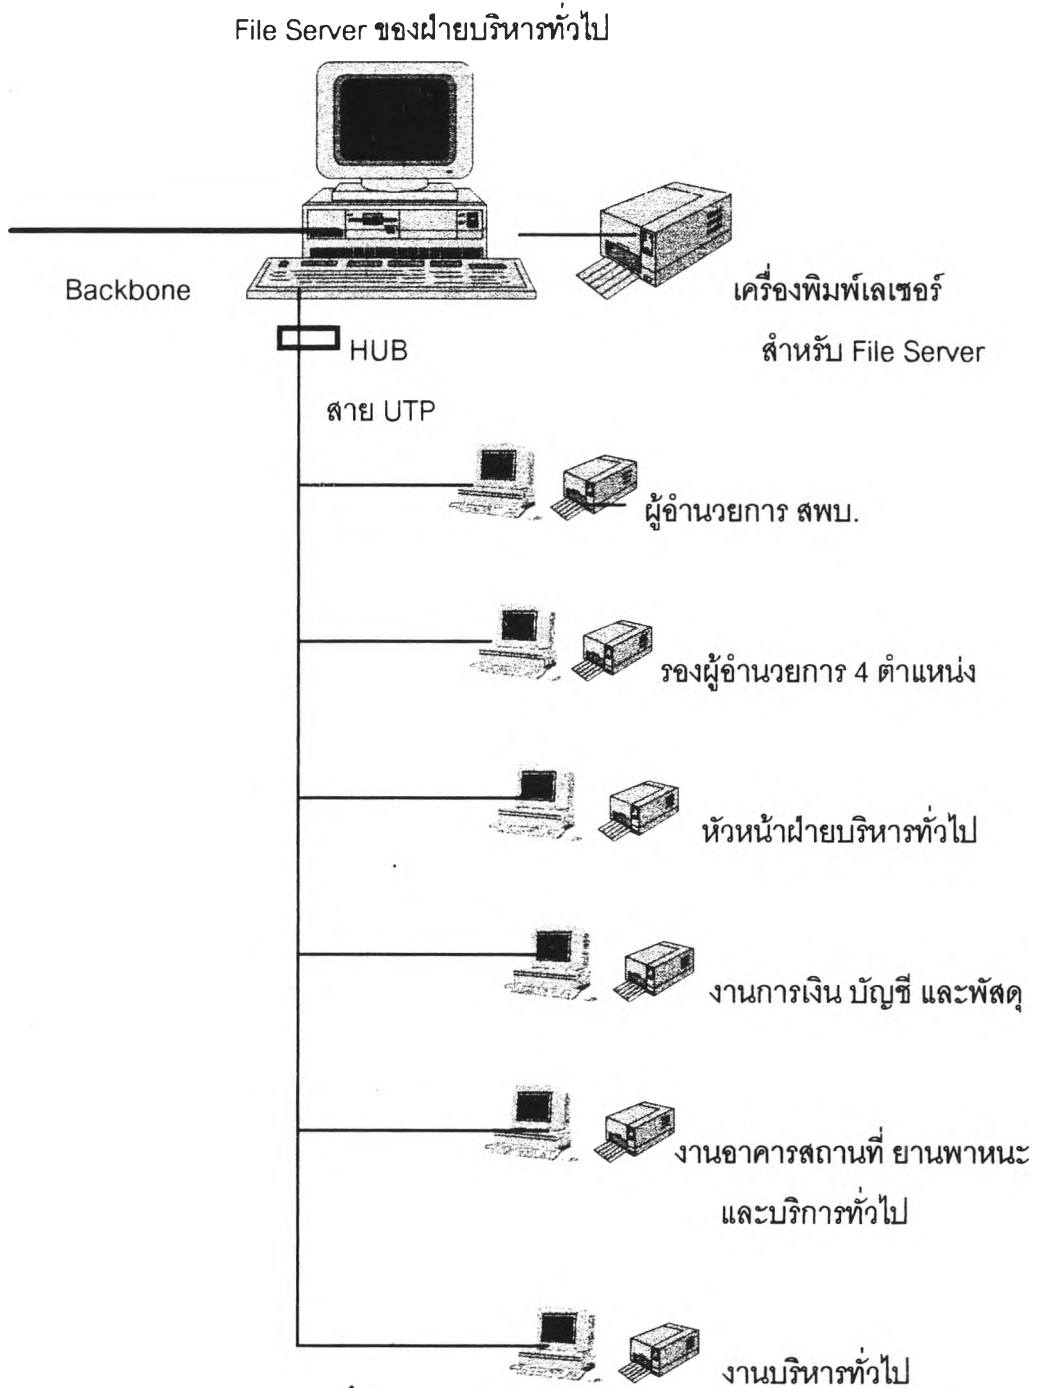 File Server ของฝ่ายบริหารทั่วไป
Backbone
เครื่องพิมพ์เลเซอร์
สำหรับ File Server
HUB
สาย UTP
ผู้อำนวยการ สพบ.
รองผู้อำนวยการ 4 ตำแหน่ง
หัวหน้าฝ่ายบริหารทั่วไป
งานการเงิน บัญชี และพัสดุ
งานอาคารสถานที่ ยานพาหนะ
และบริการทั่วไป
งานบริหารทั่วไป